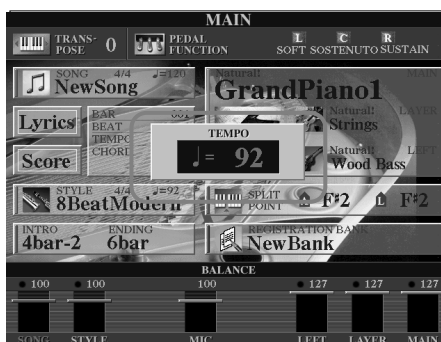 MAIN
TRANS-
POSE 0
PEDAL
FUNCTION
L C R
SOFT SOSTENUTO SUSTAIN
SONG 4/4 ♩=120
NewSong
Natural! MAIN
GrandPiano1
Lyrics
BAR 001
BEAT
TEMPO
CHORD
TEMPO
♩= 92
Natural! LAYER
Strings
Score
Natural! LEFT
Wood Bass
STYLE 4/4 ♩=92
8BeatModern
SPLIT
POINT
F#2 L F#2
INTRO ENDING
4bar-2 6bar
REGISTRATION BANK
NewBank
BALANCE
100 100 100 127 127 127
SONG STYLE MIC LEFT LAYER MAIN